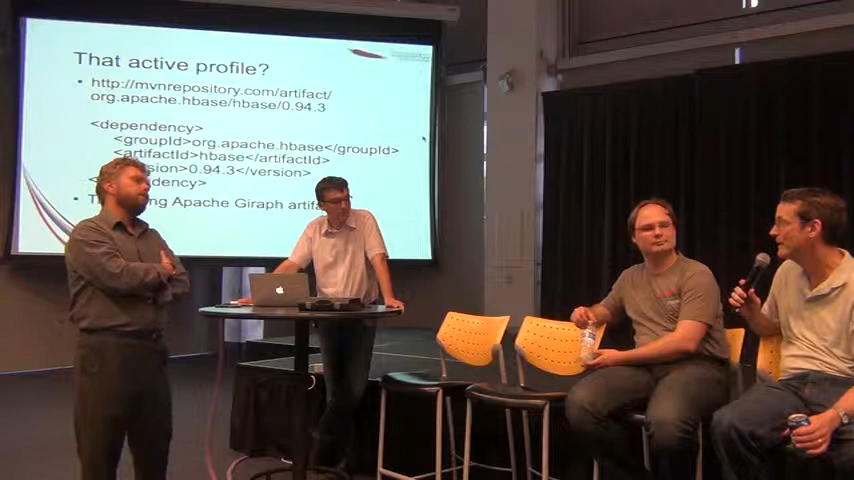 That active profile?
• http://mvnrepository.com/artifact/
org.apache.hbase/hbase/0.94.3
<dependency>
<groupId>org.apache.hbase</groupId>
<artifactId>hbase</artifactId>
0.94.3</version>
• Apache Giraph